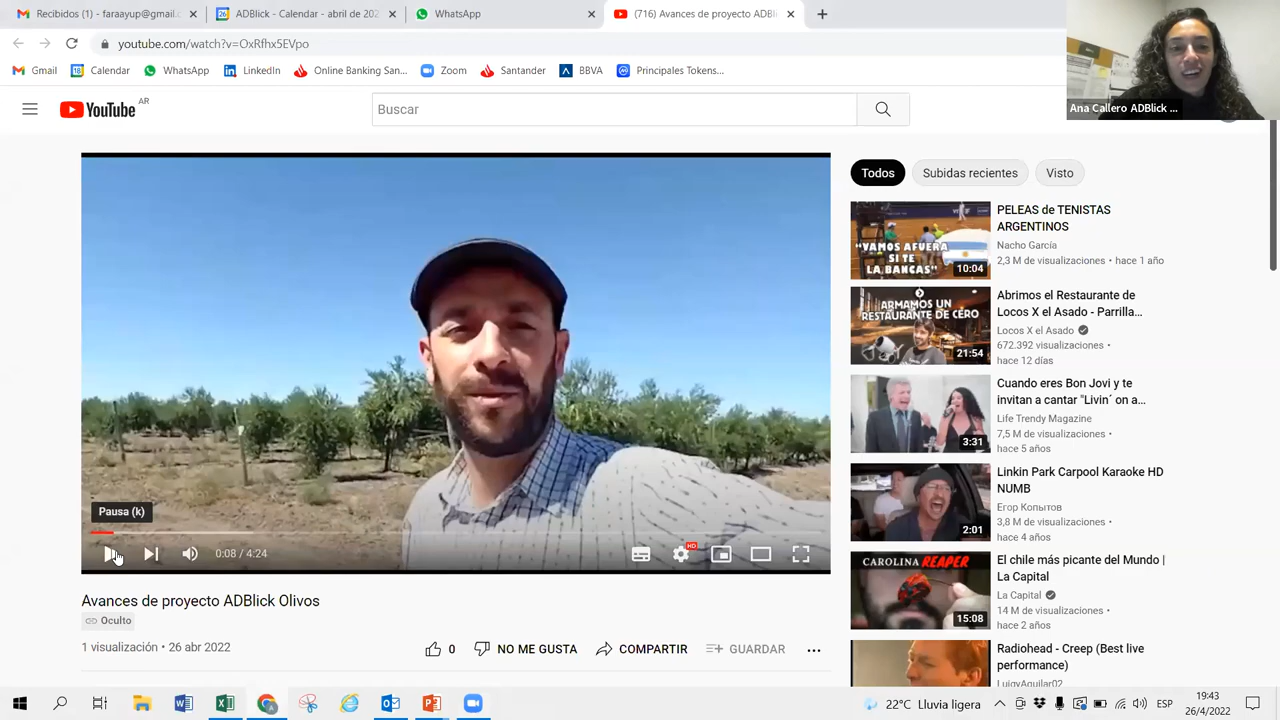 Recibidos (1) - farayup@gmail.c
ADBlick - Calendar - abril de 202
WhatsApp
(716) Avances de proyecto ADBli
youtube.com/watch?v=OxRfhx5EVpo
Gmail
Calendar
WhatsApp
LinkedIn
Online Banking San...
Zoom
Santander
BBVA
Principales Tokens...
Ana Callero ADBlick ...
YouTube AR
Buscar
Todos
Subidas recientes
Visto
"VAMOS AFUERA
SI TE
LA BANCAS"
10:04
PELEAS de TENISTAS
ARGENTINOS
Nacho García
2,3 M de visualizaciones • hace 1 año
ARMAMOS UN
RESTAURANTE DE CERO
21:54
Abrimos el Restaurante de
Locos X el Asado - Parrilla...
Locos X el Asado
672.392 visualizaciones •
hace 12 días
3:31
Cuando eres Bon Jovi y te
invitan a cantar "Livin´ on a...
Life Trendy Magazine
7,5 M de visualizaciones •
hace 5 años
2:01
Linkin Park Carpool Karaoke HD
NUMB
Егор Копытов
3,8 M de visualizaciones •
hace 4 años
CAROLINA REAPER
15:08
El chile más picante del Mundo |
La Capital
La Capital
14 M de visualizaciones •
hace 2 años
Radiohead - Creep (Best live
performance)
LuigyAguilar02
Pausa (k)
0:08 / 4:24
HD
Avances de proyecto ADBlick Olivos
Oculto
1 visualización • 26 abr 2022
0
NO ME GUSTA
COMPARTIR
GUARDAR
22°C Lluvia ligera
ESP
19:43
26/4/2022